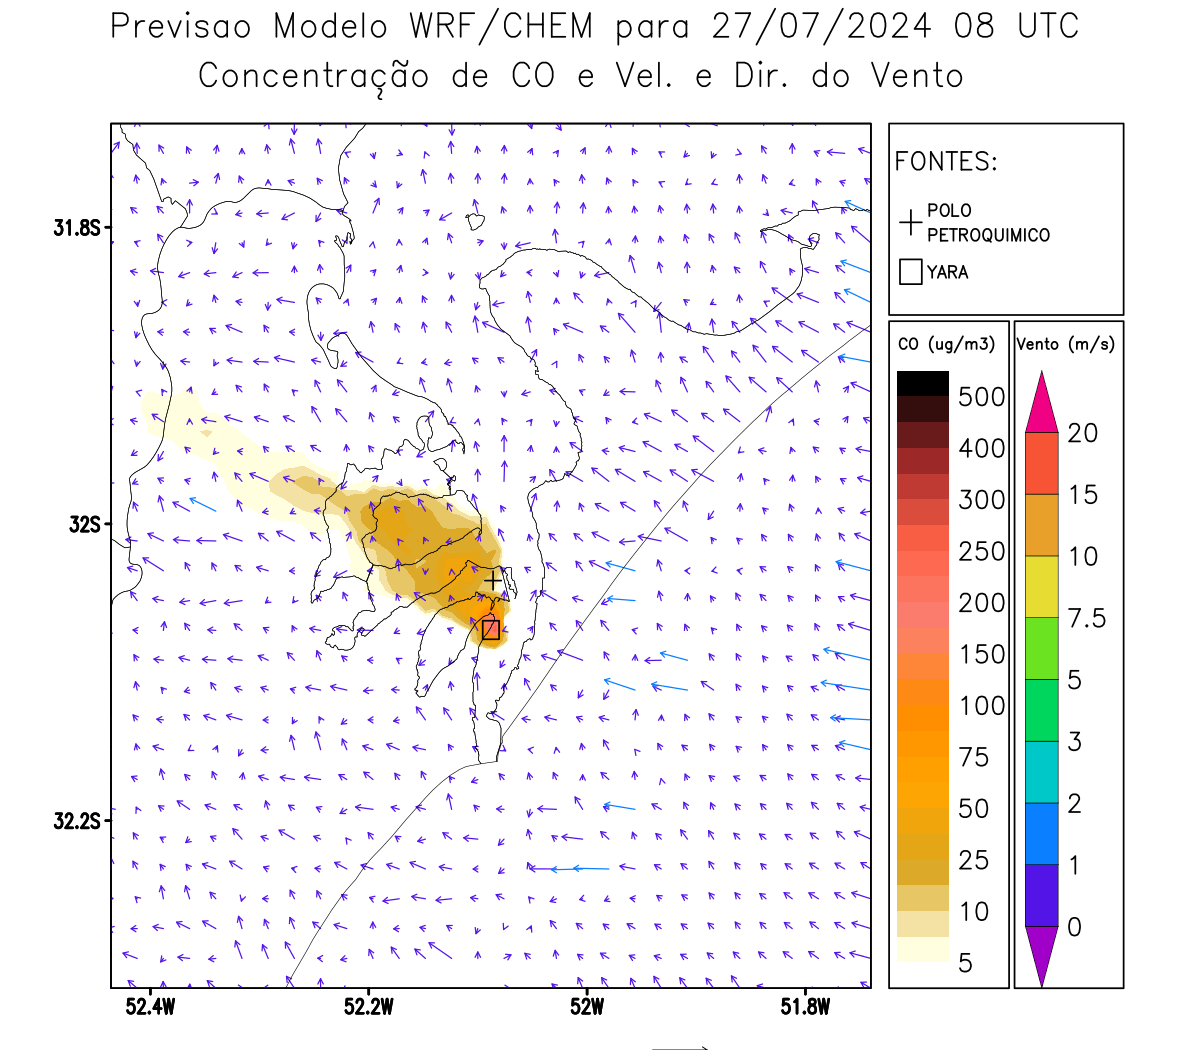 Previsao Modelo WRF/CHEM para 27/07/2024 08 UTC
Concentração de CO e Vel. e Dir. do Vento
FONTES:
POLO
PETROQUIMICO
YARA
CO (ug/m3)
500
400
300
250
200
150
100
75
50
25
10
5
Vento (m/s)
20
15
10
7.5
5
3
2
1
0
31.8S
32S
32.2S
52.4W
52.2W
52W
51.8W